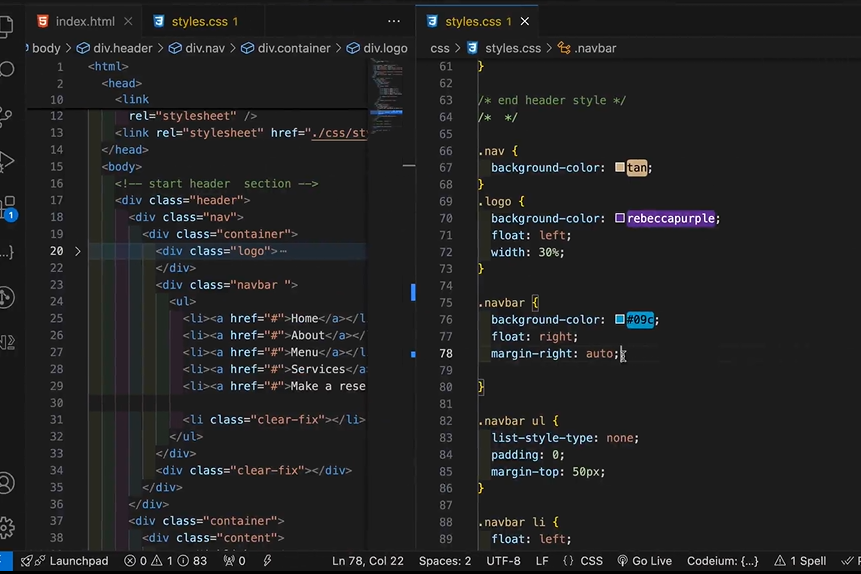 index.html
styles.css 1
styles.css 1
body > div.header > div.nav > div.container > div.logo
css > styles.css > .navbar
1 <html>
2 <head>
10 <link
12 rel="stylesheet" />
13 <link rel="stylesheet" href="./css/st
14 </head>
15 <body>
16 <!-- start header  section -->
17 <div class="header">
18 <div class="nav">
19 <div class="container">
20 <div class="logo">
22 </div>
23 <div class="navbar ">
24 <ul>
25 <li><a href="#">Home</a></l
26 <li><a href="#">About</a></
27 <li><a href="#">Menu</a></l
28 <li><a href="#">Services</a
29 <li><a href="#">Make a rese
30
31 <li class="clear-fix"></li>
32 </ul>
33 </div>
34 <div class="clear-fix"></div>
35 </div>
36 </div>
37 <div class="container">
38 <div class="content">
61 }
62
63 /* end header style */
64 /*  */
65
66 .nav {
67 background-color: tan;
68 }
69 .logo {
70 background-color: rebeccapurple;
71 float: left;
72 width: 30%;
73 }
74
75 .navbar {
76 background-color: #09c;
77 float: right;
78 margin-right: auto;
79
80 }
81
82 .navbar ul {
83 list-style-type: none;
84 padding: 0;
85 margin-top: 50px;
86 }
87
88 .navbar li {
89 float: left;
1
Launchpad 0 1 83 0 Ln 78, Col 22 Spaces: 2 UTF-8 LF {} CSS Go Live Codeium: {...} 1 Spell